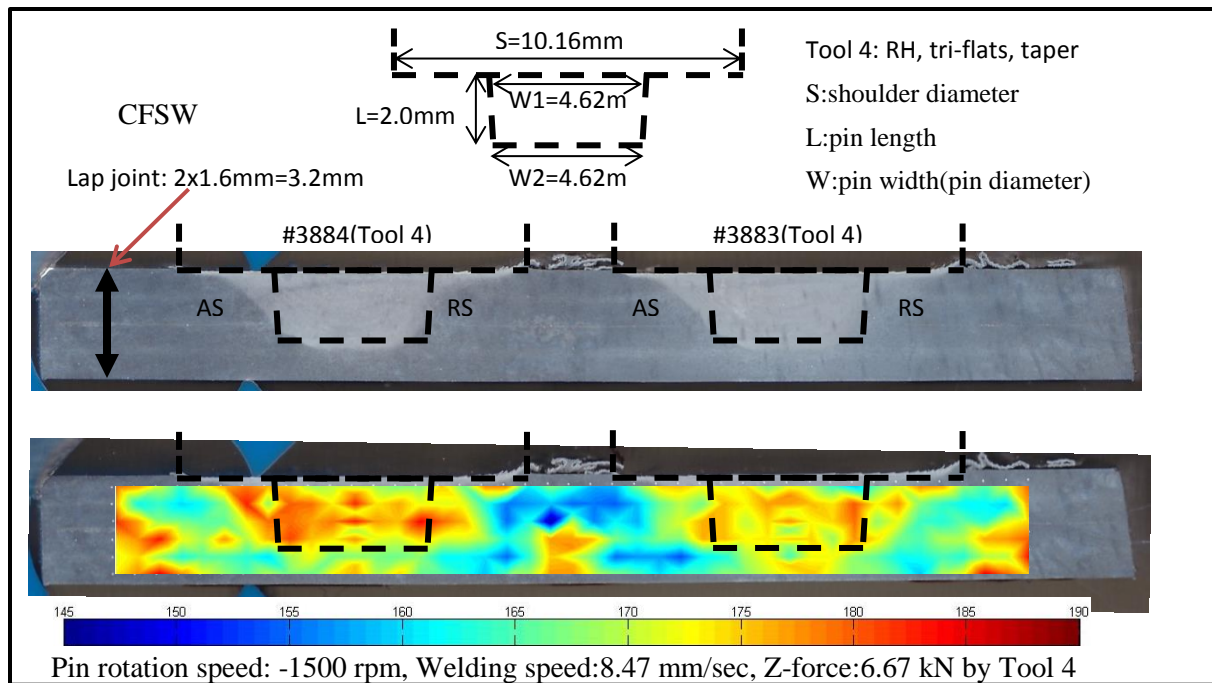 S=10.16mm
Tool 4: RH, tri-flats, taper
W1=4.62m
S:shoulder diameter
L=2.0mm
CFSW
L:pin length
Lap joint: 2x1.6mm=3.2mm
W2=4.62m
W:pin width(pin diameter)
#3884(Tool 4)
#3883(Tool 4)
AS
RS
AS
RS
145 150 155 160 165 170 175 180 185 190
Pin rotation speed: -1500 rpm, Welding speed:8.47 mm/sec, Z-force:6.67 kN by Tool 4